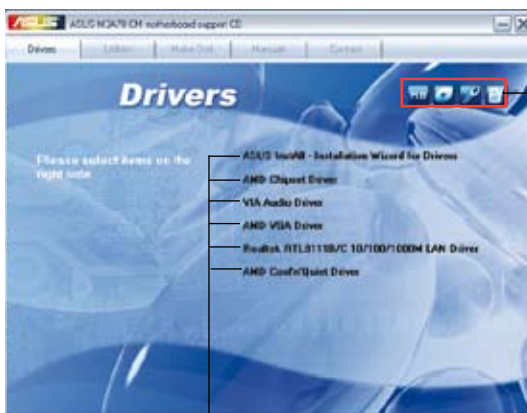 ASUS M3A78 CM motherboard support CD
Drivers Utilities Make Disk Manuals Contact
Drivers
Please select items on the
right side
ASUS InstAll - Installation Wizard for Drivers
AMD Chipset Driver
VIA Audio Driver
AMD VGA Driver
Realtek RTL8111B/C 10/100/1000M LAN Driver
AMD Cool'n'Quiet Driver